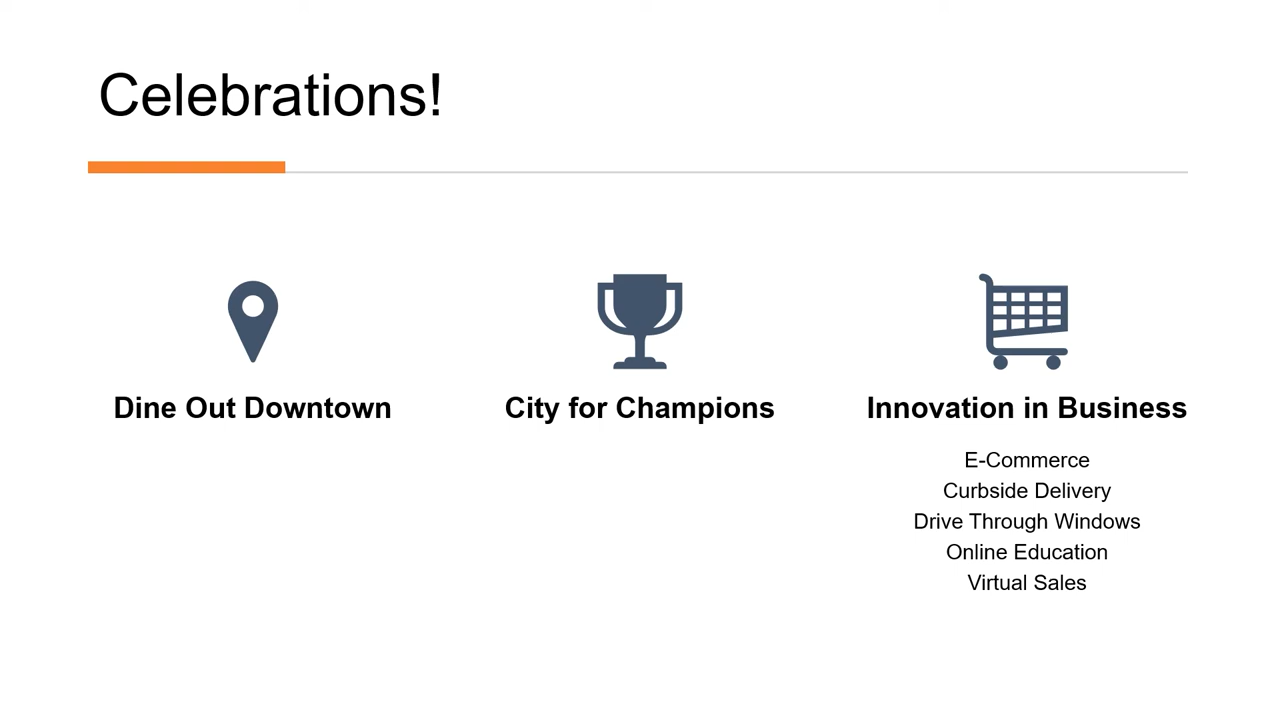 Celebrations!
Dine Out Downtown
City for Champions
Innovation in Business
E-Commerce
Curbside Delivery
Drive Through Windows
Online Education
Virtual Sales